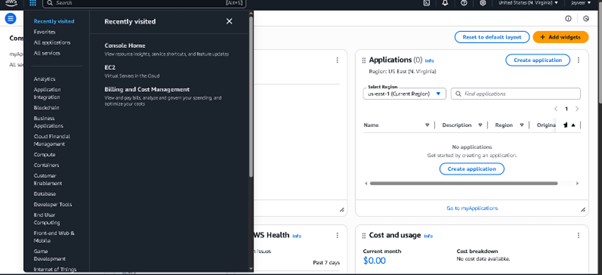 aws
Search
[Alt+S]
United States (N. Virginia)
Jayveer
Recently visited
Favorites
All applications
All services
Analytics
Application
Integration
Blockchain
Business
Applications
Cloud Financial
Management
Compute
Containers
Customer
Enablement
Database
Developer Tools
End User
Computing
Front-end Web &
Mobile
Game
Development
Internet of Things
Recently visited
Console Home
View resource insights, service shortcuts, and feature updates
EC2
Virtual Servers in the Cloud
Billing and Cost Management
View and pay bills, analyze and govern your spending, and
optimize your costs
Reset to default layout
+ Add widgets
Applications (0) Info
Create application
Region: US East (N. Virginia)
Select Region
us-east-1 (Current Region)
Find applications
1
Name
Description
Region
Origina
No applications
Get started by creating an application.
Create application
Go to myApplications
WS Health Info
issues
Past 7 days
Cost and usage Info
Current month
$0.00
Cost breakdown
No cost data available.